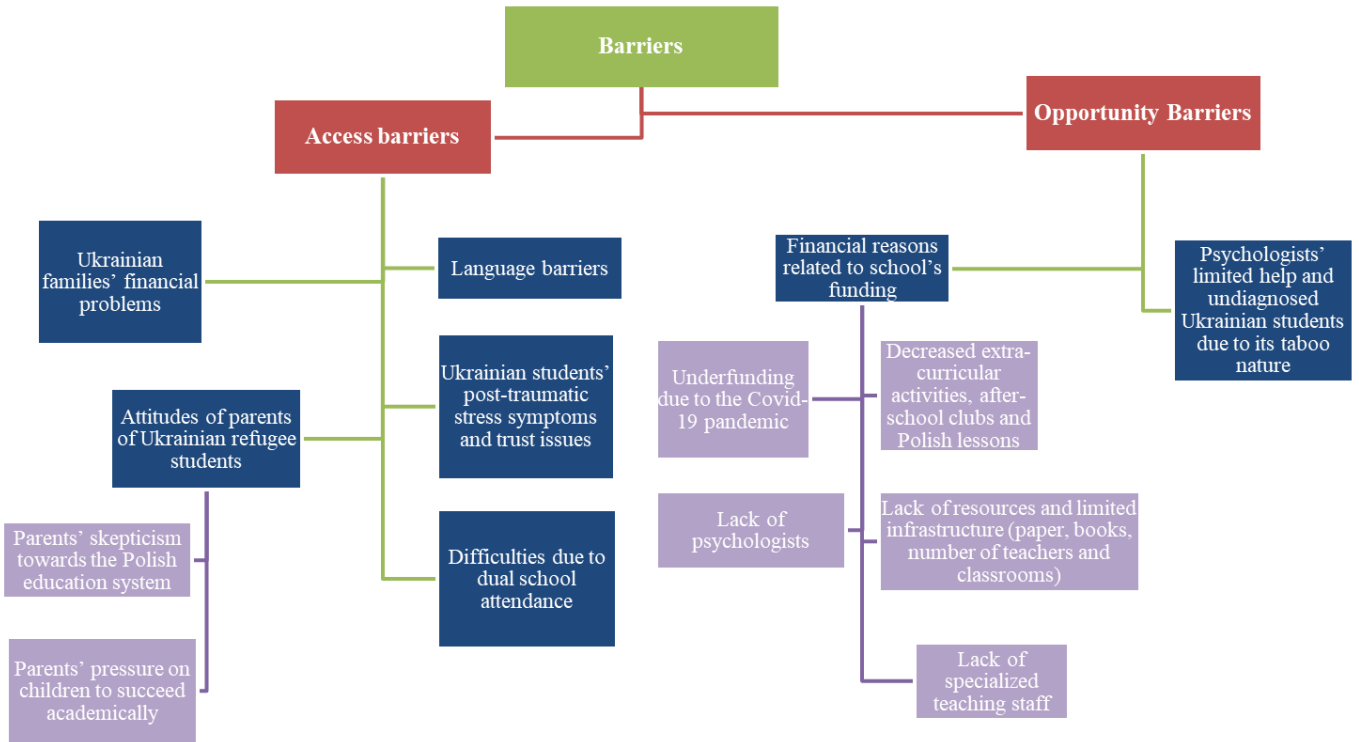 Barriers
Access barriers
Opportunity Barriers
Ukrainian
families’ financial
problems
Language barriers
Attitudes of parents
of Ukrainian refugee
students
Ukrainian students’
post-traumatic
stress symptoms
and trust issues
Parents’ skepticism
towards the Polish
education system
Parents’ pressure on
children to succeed
academically
Difficulties due to
dual school
attendance
Financial reasons
related to school’s
funding
Psychologists’
limited help and
undiagnosed
Ukrainian students
due to its taboo
nature
Underfunding
due to the Covid-
19 pandemic
Decreased extra-
curricular
activities, after-
school clubs and
Polish lessons
Lack of
psychologists
Lack of resources and limited
infrastructure (paper, books,
number of teachers and
classrooms)
Lack of
specialized
teaching staff